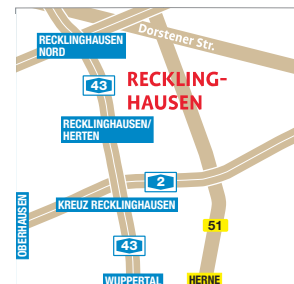 Dorstener Str.
RECKLINGHAUSEN
NORD
43
RECKLING-
HAUSEN
RECKLINGHAUSEN/
HERTEN
2
KREUZ RECKLINGHAUSEN
OBERHAUSEN
51
43
WUPPERTAL
HERNE